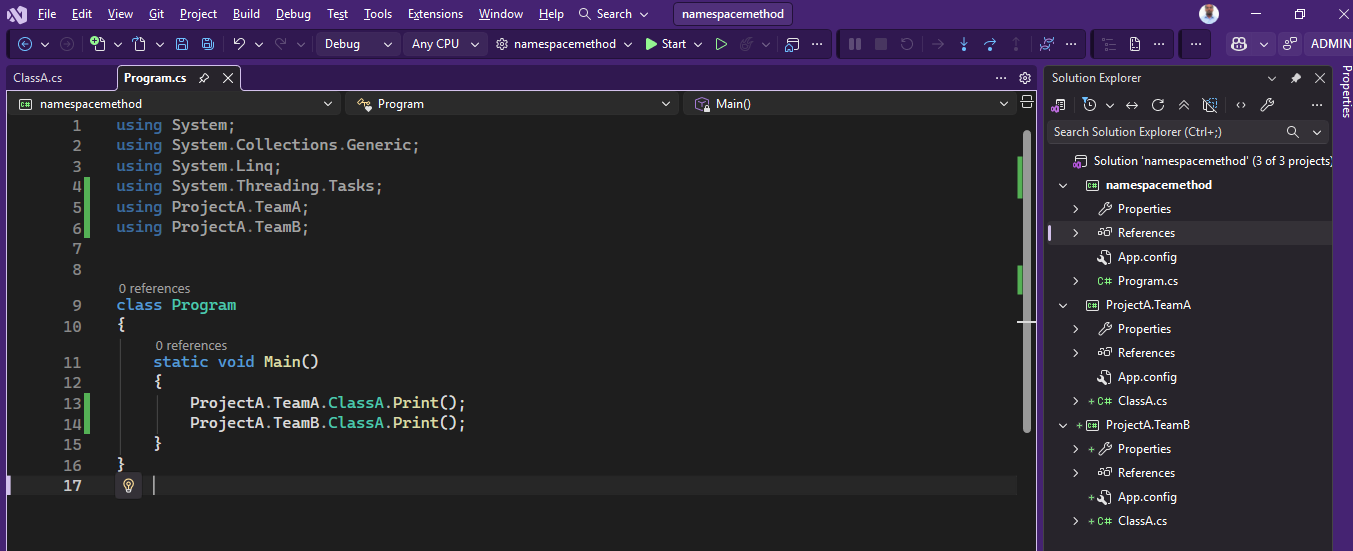 File Edit View Git Project Build Debug Test Tools Extensions Window Help Search namespacemethod
Debug Any CPU namespacemethod Start ADMIN
ClassA.cs Program.cs
namespacemethod Program Main()
1 using System;
2 using System.Collections.Generic;
3 using System.Linq;
4 using System.Threading.Tasks;
5 using ProjectA.TeamA;
6 using ProjectA.TeamB;
7
8
0 references
9 class Program
10 {
0 references
11 static void Main()
12 {
13 ProjectA.TeamA.ClassA.Print();
14 ProjectA.TeamB.ClassA.Print();
15 }
16 }
17
Solution Explorer
Search Solution Explorer (Ctrl+;)
Solution 'namespacemethod' (3 of 3 projects)
C# namespacemethod
Properties
References
App.config
C# Program.cs
C# ProjectA.TeamA
Properties
References
App.config
+ C# ClassA.cs
+ C# ProjectA.TeamB
+ Properties
References
+ App.config
+ C# ClassA.cs
Properties